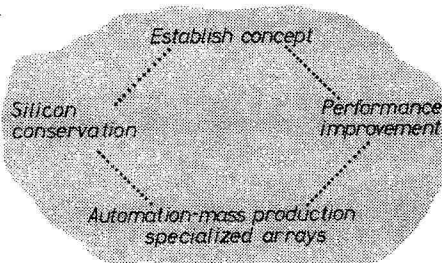 Establish concept
Silicon
conservation
Performance
improvement
Automation-mass production
specialized arrays